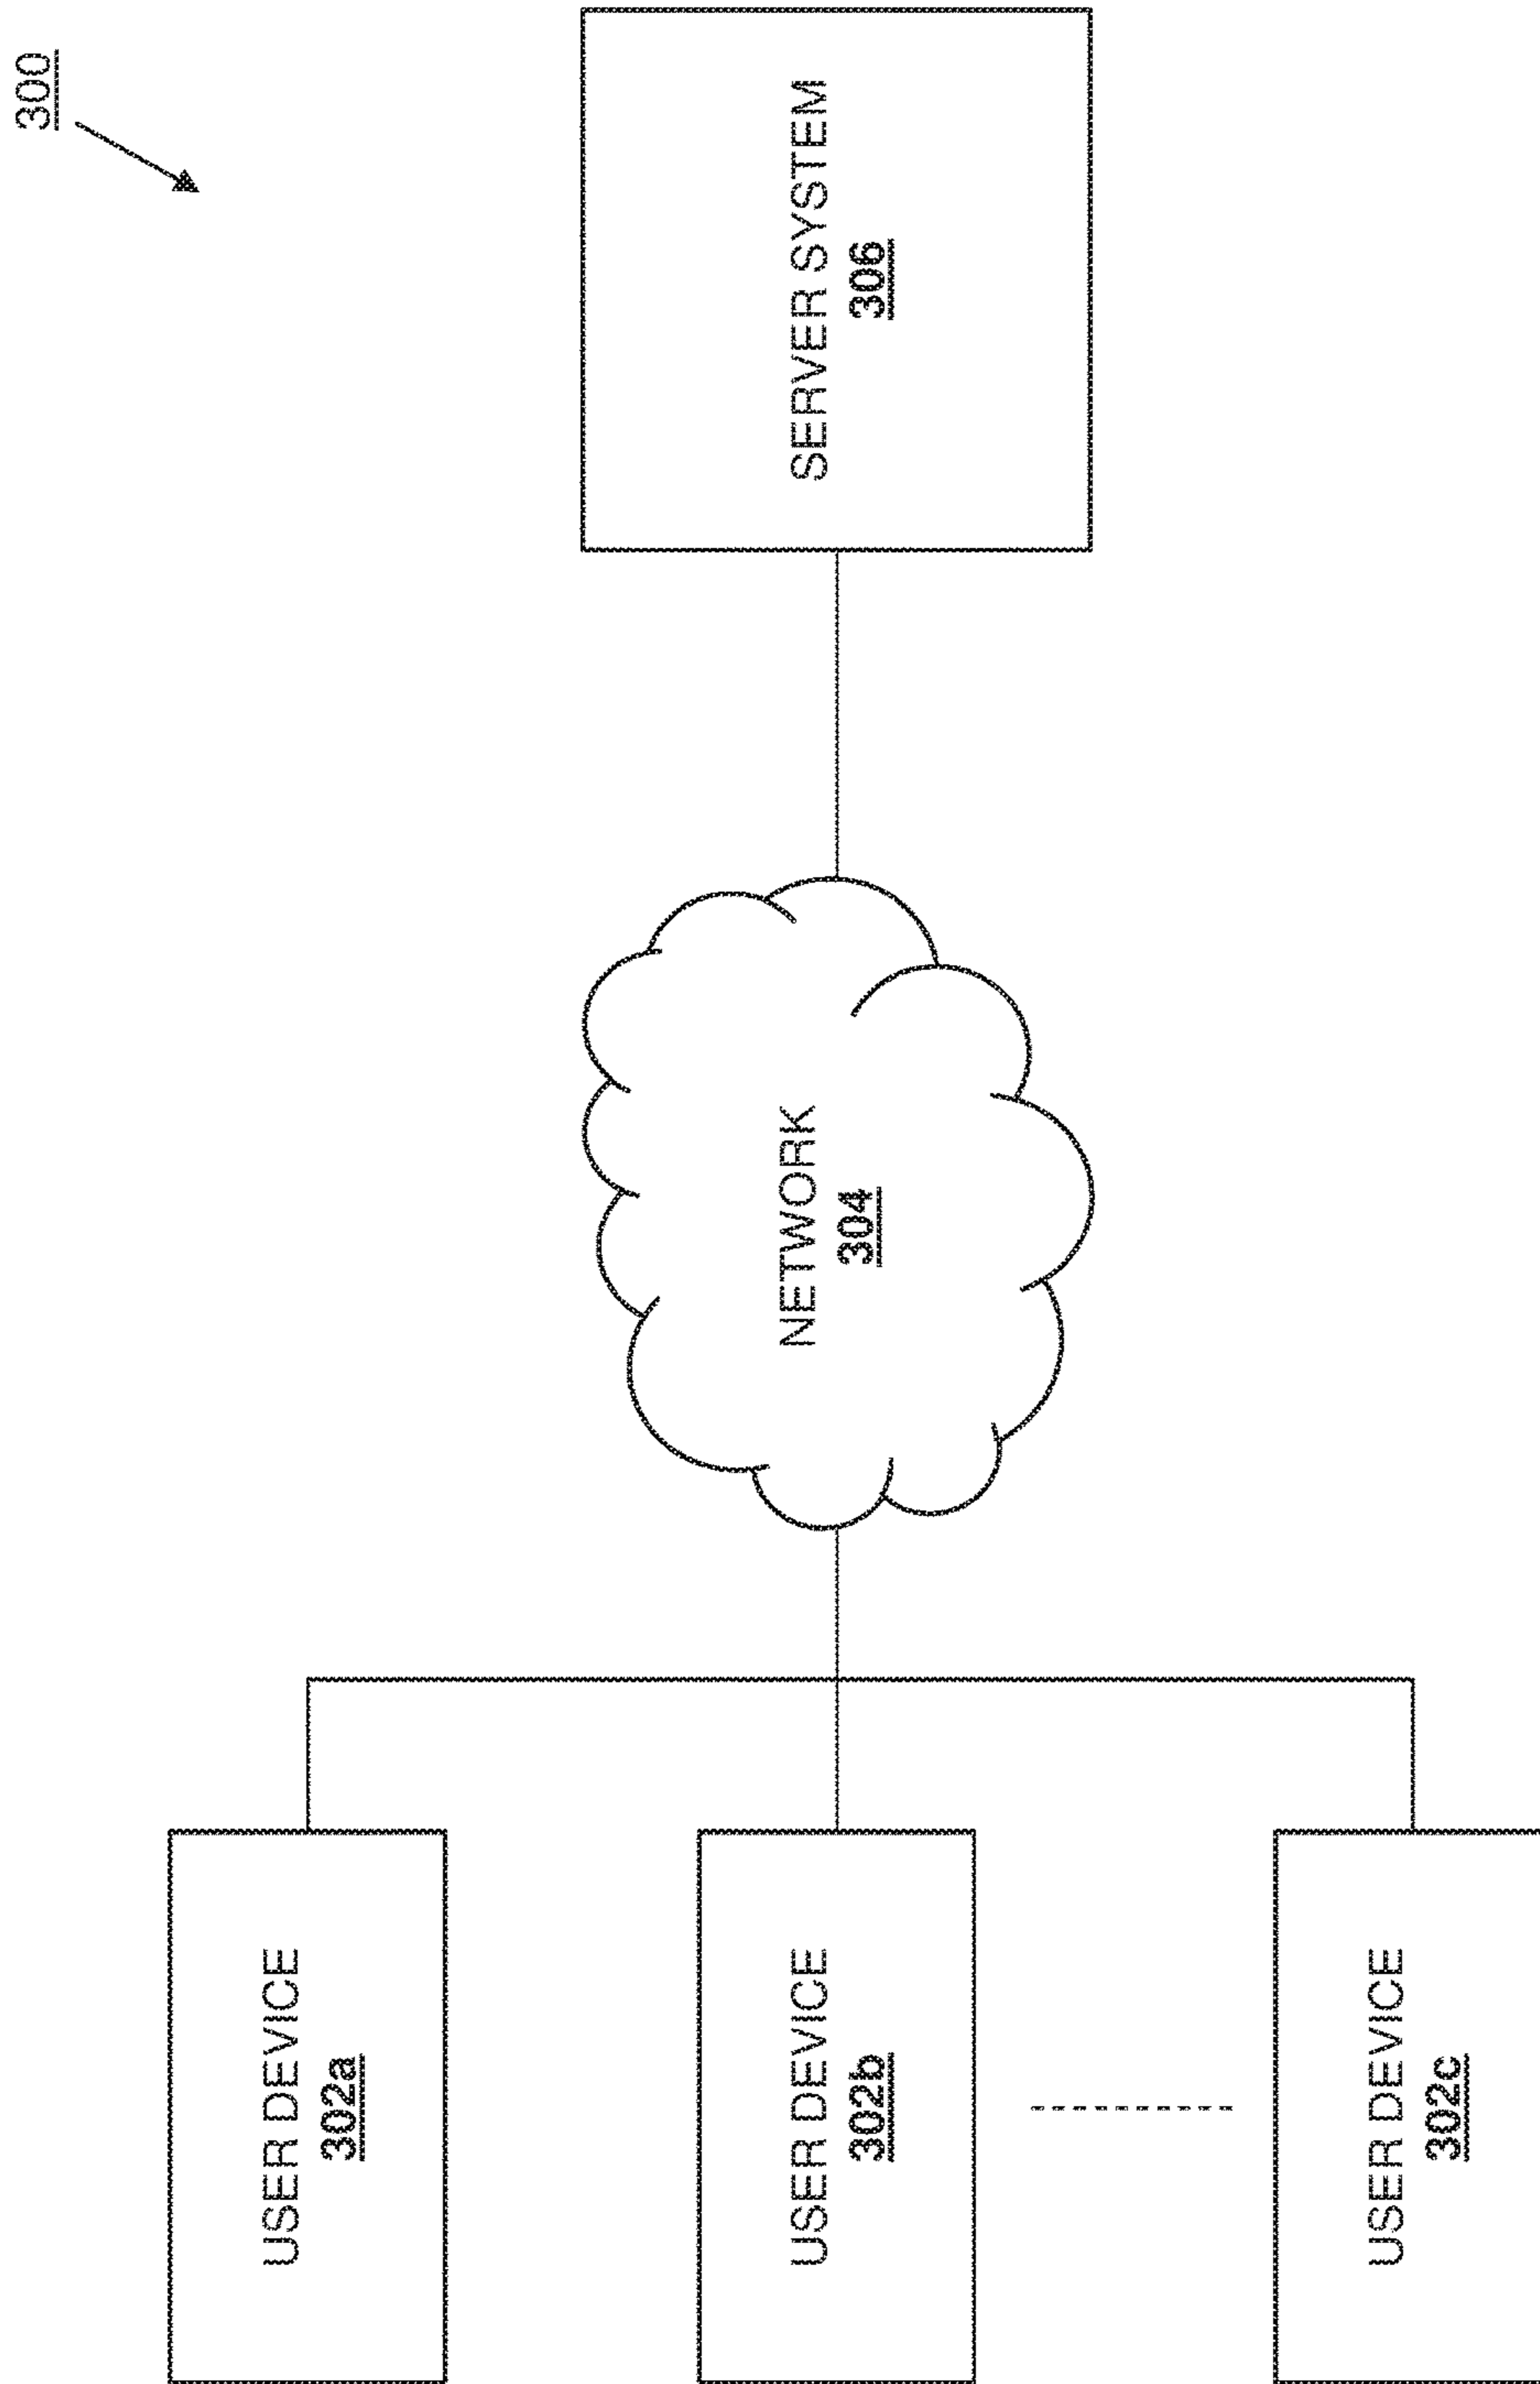 300
USER DEVICE
302a
USER DEVICE
302b
USER DEVICE
302c
NETWORK
304
SERVER SYSTEM
306